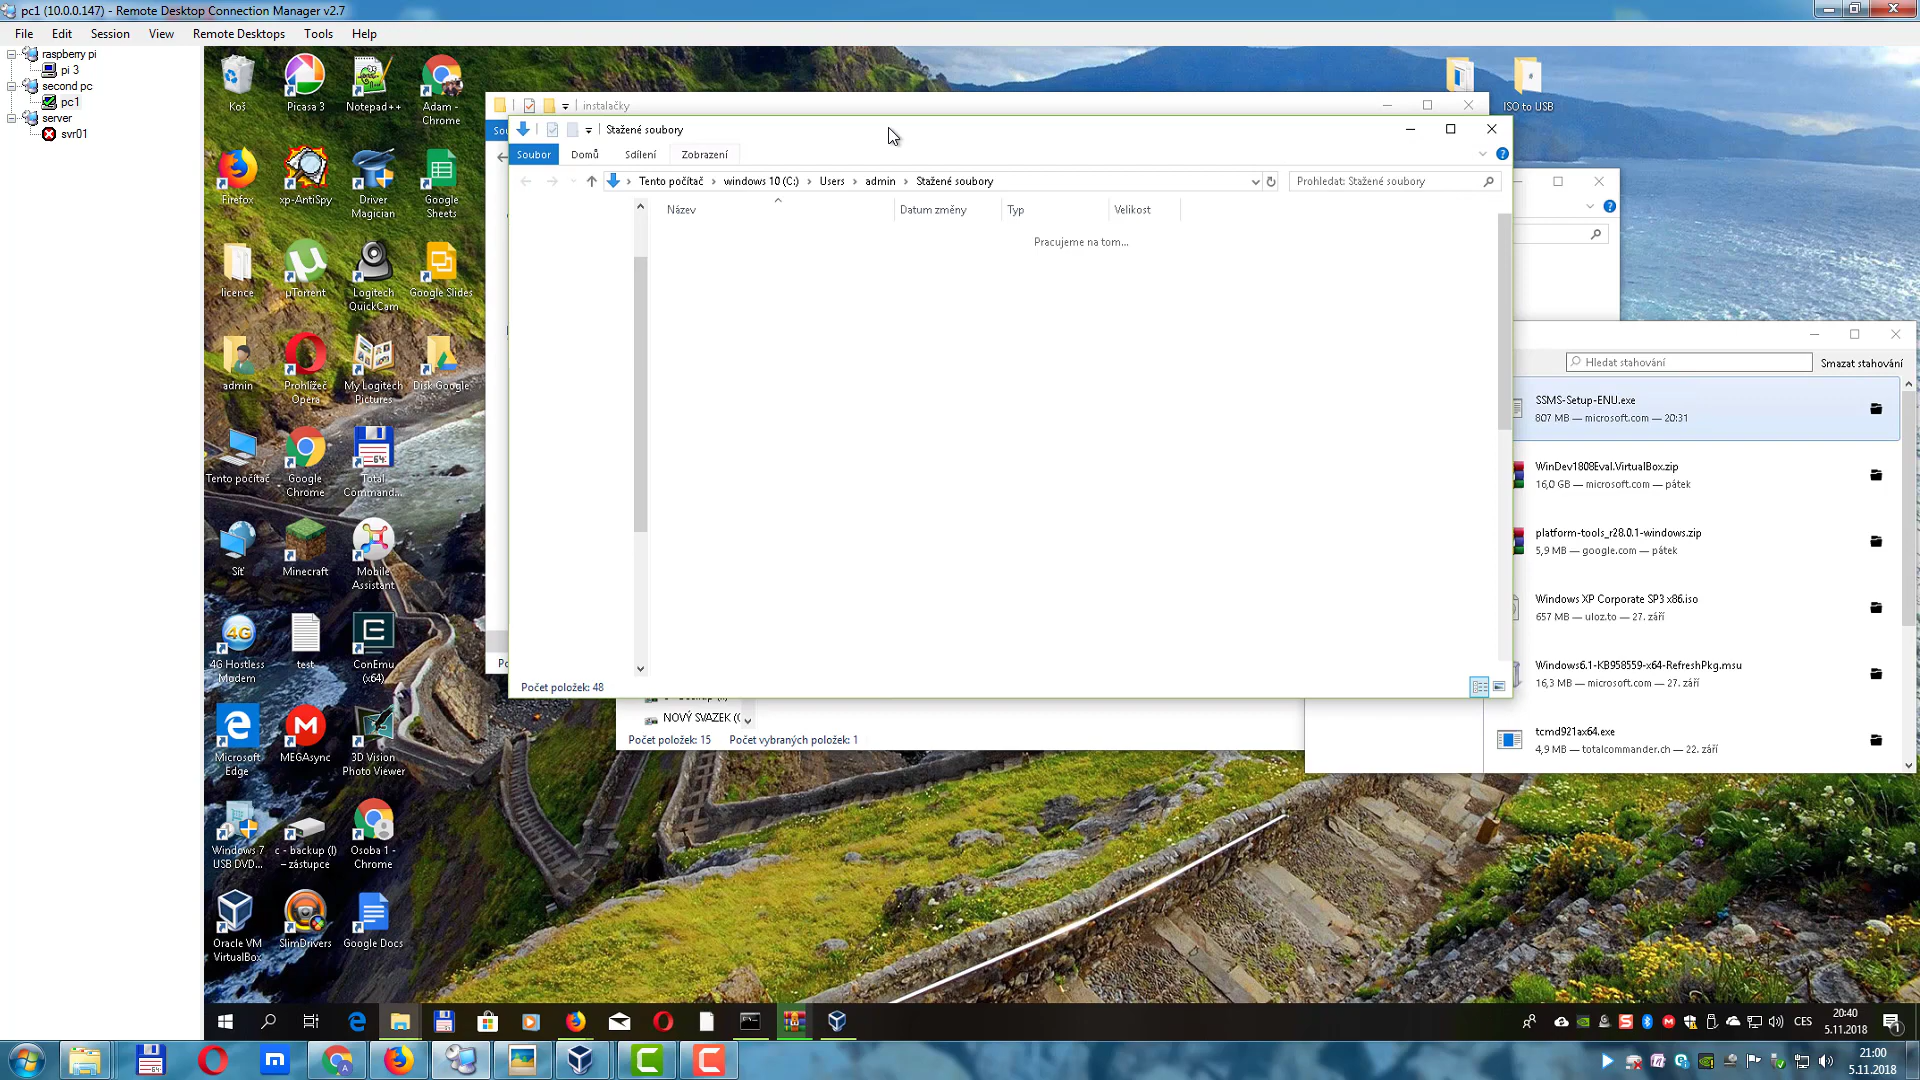 pc1 (10.0.0.147) - Remote Desktop Connection Manager v2.7
File Edit Session View Remote Desktops Tools Help
raspberry pi
pi 3
second pc
pc1
server
svr01
Koš
Picasa 3
Notepad++
Adam - Chrome
Firefox
xp-AntiSpy
Driver Magician
Google Sheets
licence
µTorrent
Logitech QuickCam
Google Slides
admin
Prohlížeč Opera
My Logitech Pictures
Disk Google
Tento počítač
Google Chrome
Total Command...
Síť
Minecraft
Mobile Assistant
4G Hostless Modem
test
ConEmu (x64)
Microsoft Edge
MEGAsync
3D Vision Photo Viewer
Windows 7 USB DVD...
c - backup (I) – zástupce
Osoba 1 - Chrome
Oracle VM VirtualBox
SlimDrivers
Google Docs
ISO to USB
instalačky
Stažené soubory
Soubor Domů Sdílení Zobrazení
Tento počítač windows 10 (C:) Users admin Stažené soubory
Prohledat: Stažené soubory
Název Datum změny Typ Velikost
Pracujeme na tom...
Počet položek: 48
NOVÝ SVAZEK ((
Počet položek: 15 Počet vybraných položek: 1
Hledat stahování Smazat stahování
SSMS-Setup-ENU.exe
807 MB — microsoft.com — 20:31
WinDev1808Eval.VirtualBox.zip
16,0 GB — microsoft.com — pátek
platform-tools_r28.0.1-windows.zip
5,9 MB — google.com — pátek
Windows XP Corporate SP3 x86.iso
657 MB — uloz.to — 27. září
Windows6.1-KB958559-x64-RefreshPkg.msu
16,3 MB — microsoft.com — 27. září
tcmd921ax64.exe
4,9 MB — totalcommander.ch — 22. září
CES
20:40
5.11.2018
21:00
5.11.2018